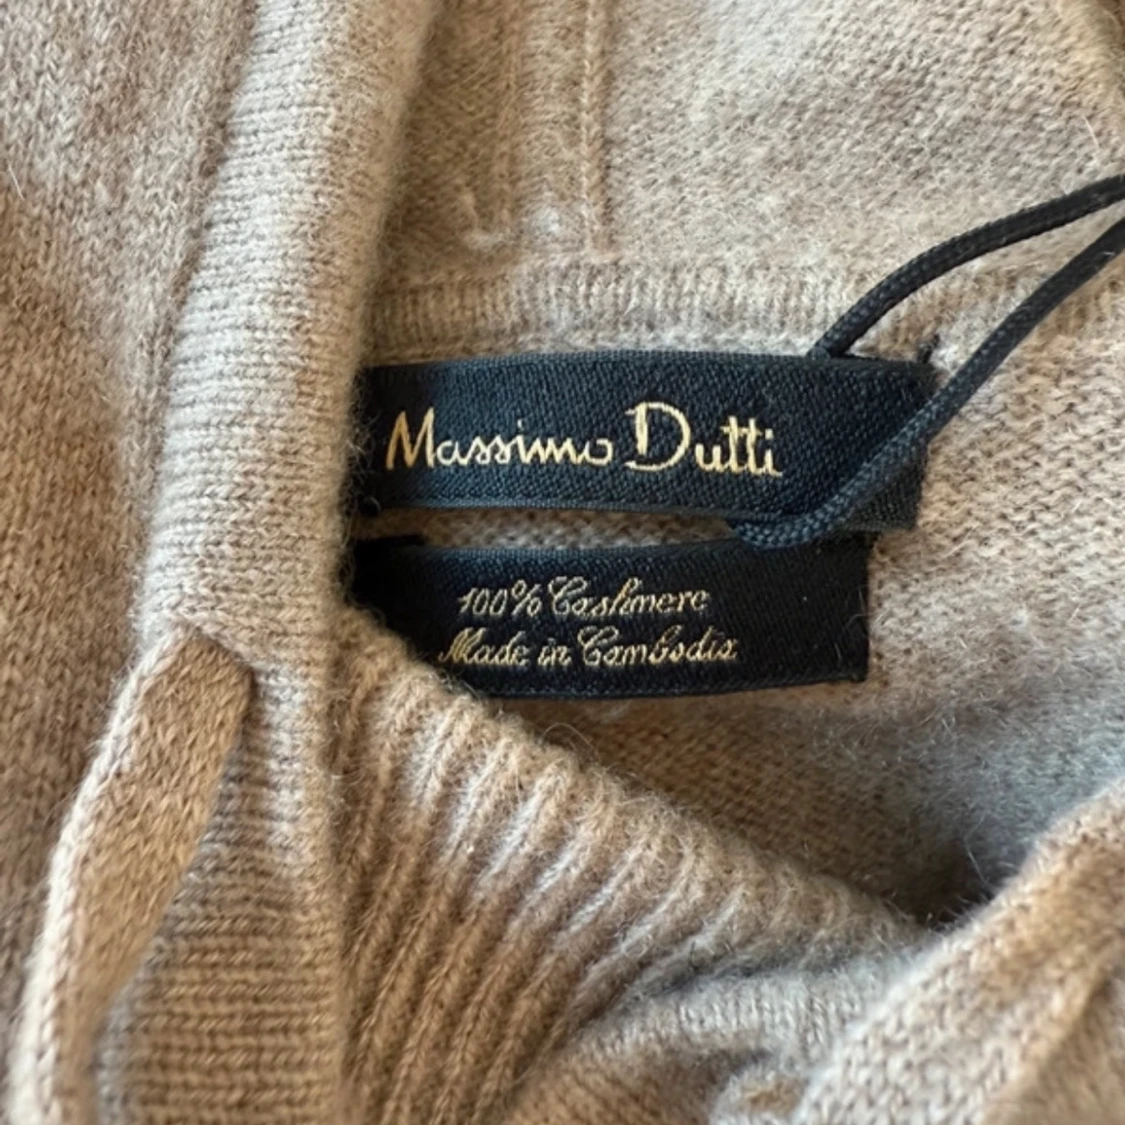 Massimo Dutti
100% Cashmere
Made in Cambodia